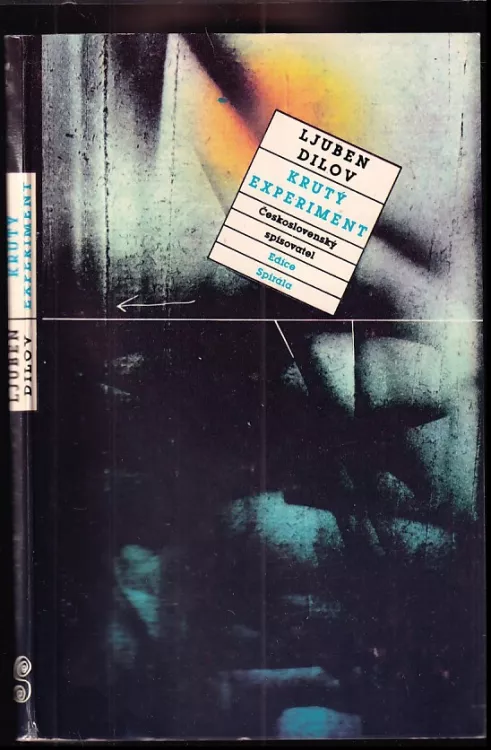 LJUBEN
DILOV
KRUTÝ
EXPERIMENT
Československý
spisovatel
Edice
Spirála
LJUBEN
DILOV
KRUTÝ
EXPERIMENT